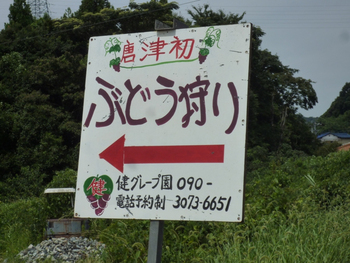 唐津初
ぶどう狩り
健
健グレープ園 090-
電話予約制 3073-6651